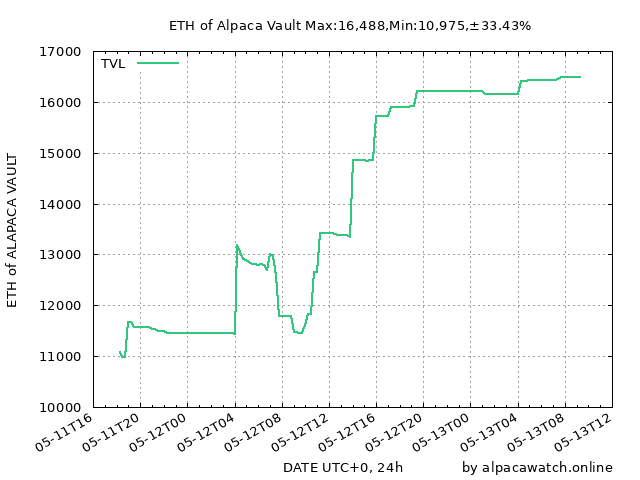 ETH of Alpaca Vault Max:16,488,Min:10,975,±33.43%
17000
TVL
16000
15000
14000
13000
12000
11000
10000
ETH of ALAPACA VAULT
05-11T16
05-11T20
05-12T00
05-12T04
05-12T08
05-12T12
05-12T16
05-12T20
05-13T00
05-13T04
05-13T08
05-13T12
DATE UTC+0, 24h
by alpacawatch.online